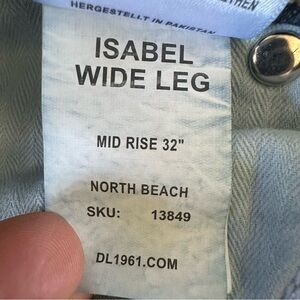 HERGESTELLT IN PAKISTAN
ISABEL
WIDE LEG
MID RISE 32"
NORTH BEACH
SKU: 13849
DL1961.COM